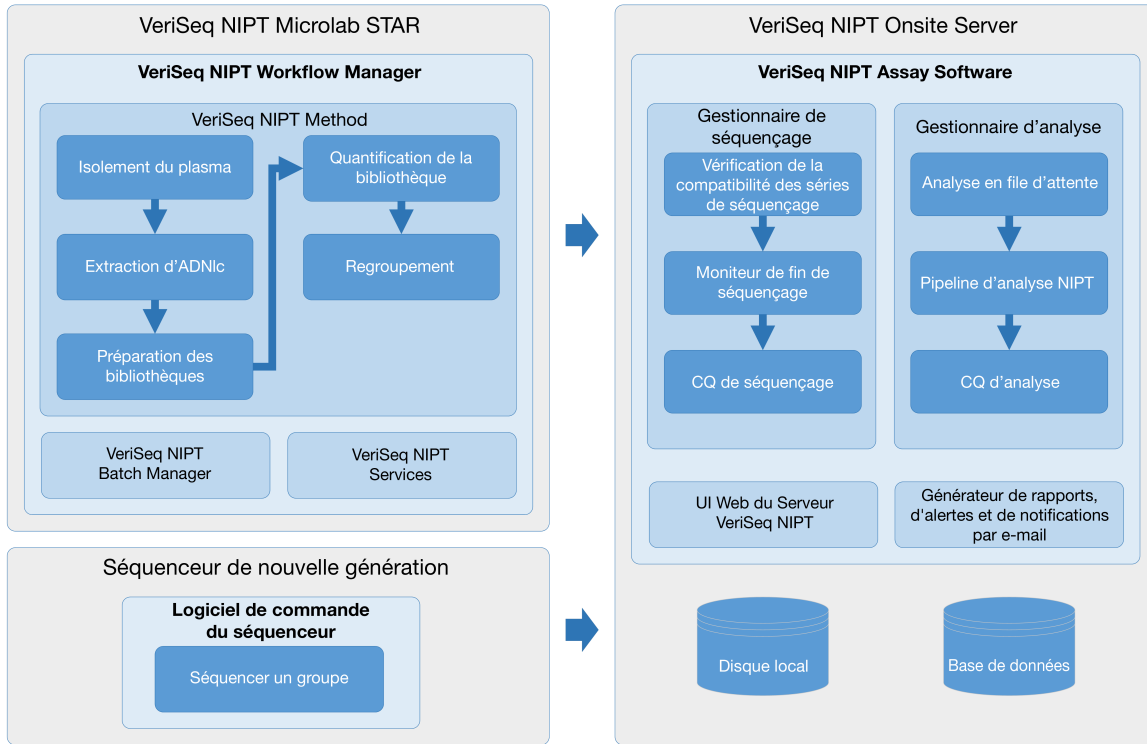 VeriSeq NIPT Microlab STAR
VeriSeq NIPT Workflow Manager
VeriSeq NIPT Method
Isolement du plasma
Extraction d'ADNlc
Préparation des
bibliothèques
Quantification de la
bibliothèque
Regroupement
VeriSeq NIPT
Batch Manager
VeriSeq NIPT
Services
Séquenceur de nouvelle génération
Logiciel de commande
du séquenceur
Séquencer un groupe
VeriSeq NIPT Onsite Server
VeriSeq NIPT Assay Software
Gestionnaire de
séquençage
Vérification de la
compatibilité des séries
de séquençage
Moniteur de fin de
séquençage
CQ de séquençage
Gestionnaire d'analyse
Analyse en file d'attente
Pipeline d'analyse NIPT
CQ d'analyse
UI Web du Serveur
VeriSeq NIPT
Générateur de rapports,
d'alertes et de notifications
par e-mail
Disque local
Base de données